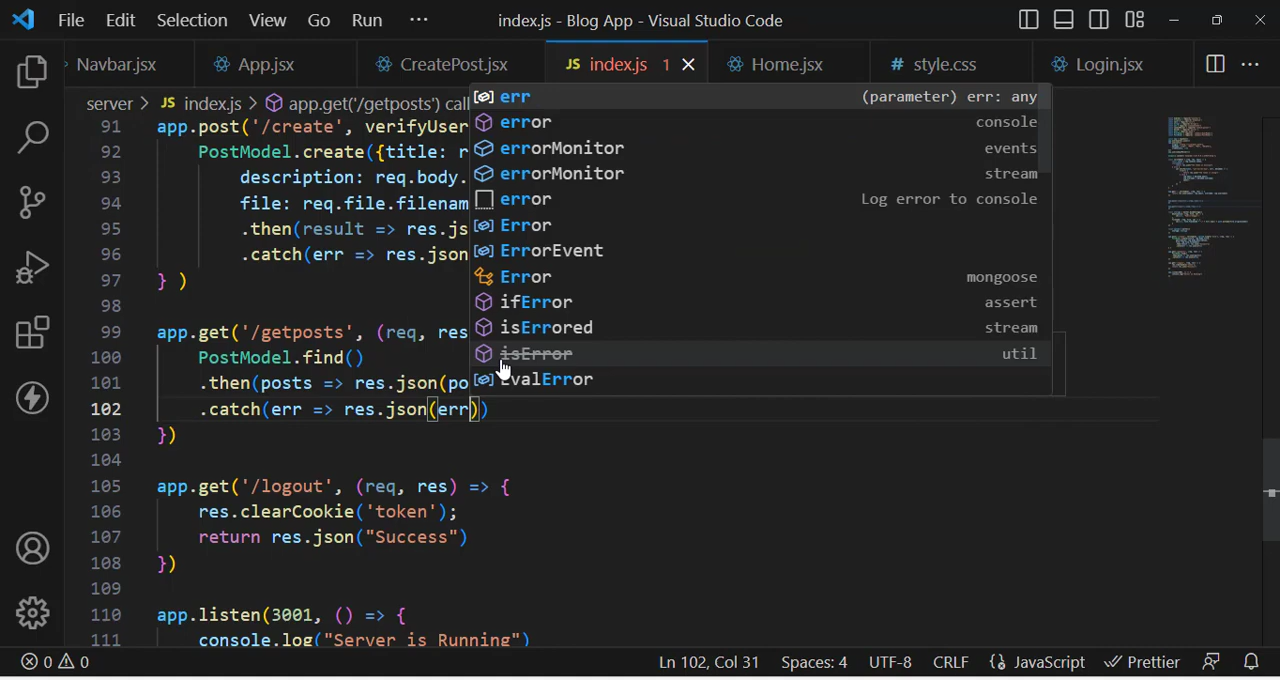 File Edit Selection View Go Run ··· index.js - Blog App - Visual Studio Code
Navbar.jsx App.jsx CreatePost.jsx JS index.js 1 Home.jsx # style.css Login.jsx ···
server > JS index.js > app.get('/getposts') call
91 app.post('/create', verifyUser
92 PostModel.create({title: r
93 description: req.body.
94 file: req.file.filenam
95 .then(result => res.js
96 .catch(err => res.json
97 } )
98
99 app.get('/getposts', (req, res
100 PostModel.find()
101 .then(posts => res.json(po
102 .catch(err => res.json(err))
103 })
104
105 app.get('/logout', (req, res) => {
106 res.clearCookie('token');
107 return res.json("Success")
108 })
109
110 app.listen(3001, () => {
111 console.log("Server is Running")
err (parameter) err: any
error console
errorMonitor events
errorMonitor stream
error Log error to console
Error
ErrorEvent
Error mongoose
ifError assert
isErrored stream
isError util
EvalError
0 0 Ln 102, Col 31 Spaces: 4 UTF-8 CRLF {} JavaScript Prettier